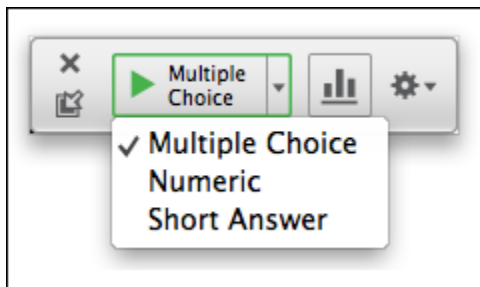 Multiple
Choice
Multiple Choice
Numeric
Short Answer